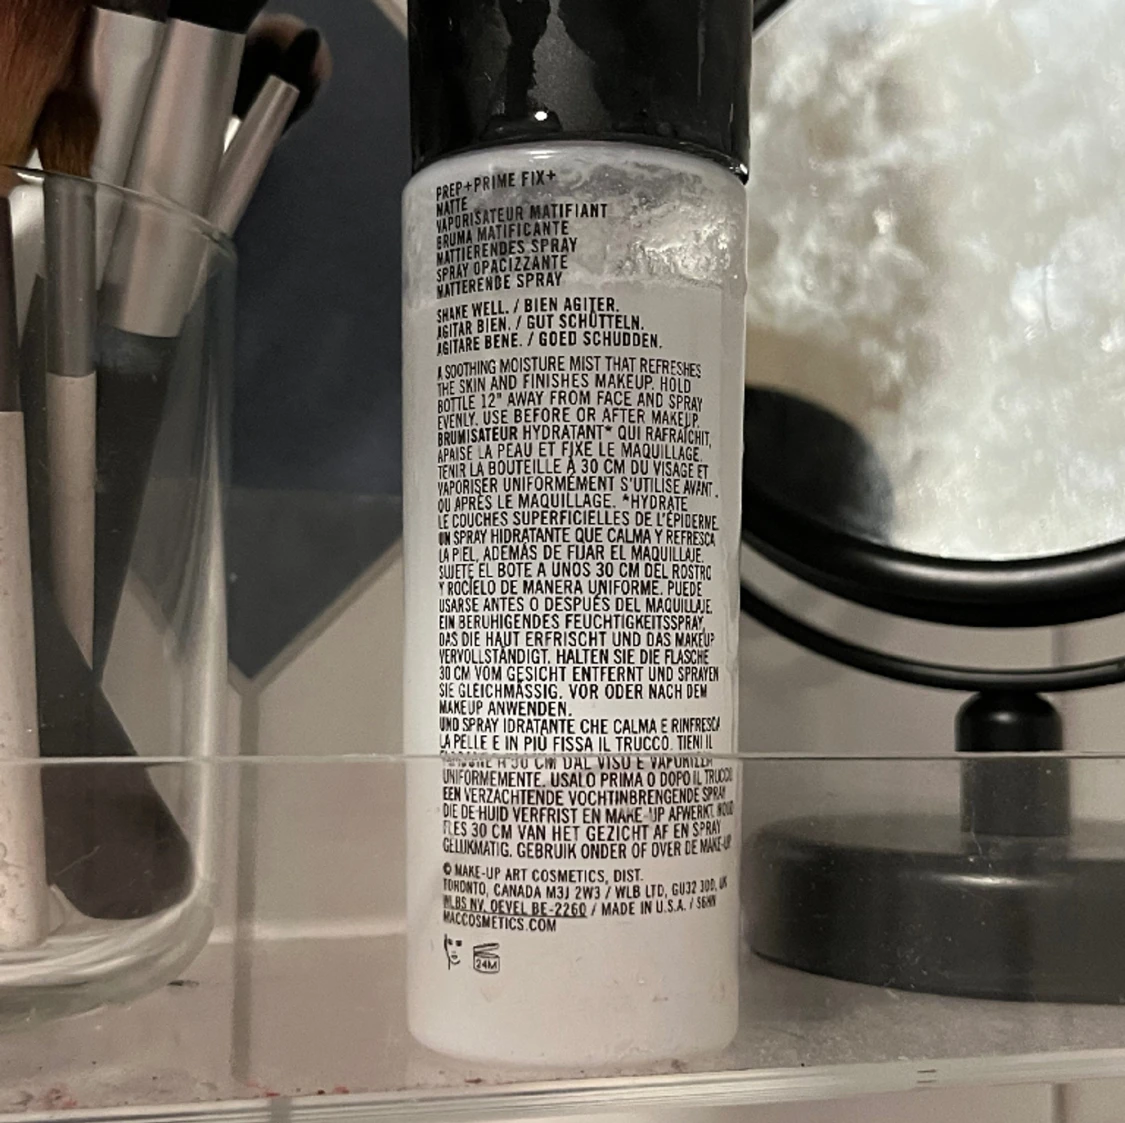 PREP+PRIME FIX+
MATTE
VAPORISATEUR MATIFIANT
BRUMA MATIFICANTE
MATTIERENDES SPRAY
SPRAY OPACIZZANTE
MATTERENDE SPRAY
SHAKE WELL. / BIEN AGITER.
AGITAR BIEN. / GUT SCHÜTTELN.
AGITARE BENE. / GOED SCHUDDEN.
A SOOTHING MOISTURE MIST THAT REFRESHES
THE SKIN AND FINISHES MAKEUP. HOLD
BOTTLE 12" AWAY FROM FACE AND SPRAY
EVENLY. USE BEFORE OR AFTER MAKEUP.
BRUMISATEUR HYDRATANT* QUI RAFRAÎCHIT,
APAISE LA PEAU ET FIXE LE MAQUILLAGE.
TENIR LA BOUTEILLE À 30 CM DU VISAGE ET
VAPORISER UNIFORMÉMENT S'UTILISE AVANT
OU APRÈS LE MAQUILLAGE. *HYDRATE
LE COUCHES SUPERFICIELLES DE L'ÉPIDERME.
UN SPRAY HIDRATANTE QUE CALMA Y REFRESCA
LA PIEL, ADEMÁS DE FIJAR EL MAQUILLAJE.
SUJETE EL BOTE A UNOS 30 CM DEL ROSTRO
Y ROCÍELO DE MANERA UNIFORME. PUEDE
USARSE ANTES O DESPUÉS DEL MAQUILLAJE.
EIN BERUHIGENDES FEUCHTIGKEITSSPRAY,
DAS DIE HAUT ERFRISCHT UND DAS MAKEUP
VERVOLLSTÄNDIGT. HALTEN SIE DIE FLASCHE
30 CM VOM GESICHT ENTFERNT UND SPRAYEN
SIE GLEICHMÄSSIG. VOR ODER NACH DEM
MAKEUP ANWENDEN.
UNO SPRAY IDRATANTE CHE CALMA E RINFRESCA
LA PELLE E IN PIÙ FISSA IL TRUCCO. TIENI IL
A 30 CM DAL VISO E VAPORIZZA
UNIFORMEMENTE. USALO PRIMA O DOPO IL TRUCCO.
EEN VERZACHTENDE VOCHTINBRENGENDE SPRAY
DIE DE HUID VERFRIST EN MAKE-UP AFWERKT. HOUD
FLES 30 CM VAN HET GEZICHT AF EN SPRAY
GELIJKMATIG. GEBRUIK ONDER OF OVER DE MAKE-UP.
© MAKE-UP ART COSMETICS, DIST.
TORONTO, CANADA M3J 2W3 / WLB LTD, GU32 3DD, UK
WLBS NV, OEVEL BE-2260 / MADE IN U.S.A. / 56HN
MACCOSMETICS.COM
24M